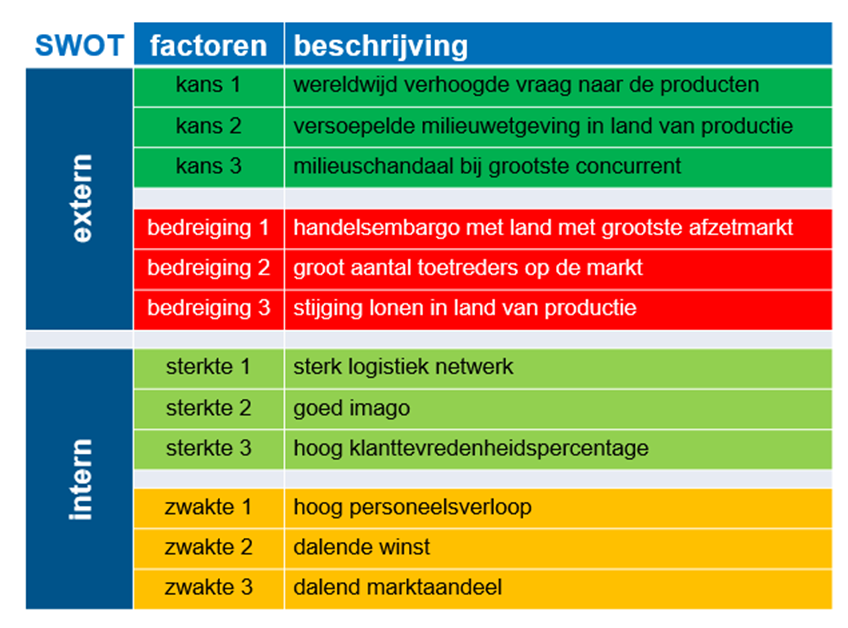 SWOT factoren beschrijving
extern
kans 1 wereldwijd verhoogde vraag naar de producten
kans 2 versoepelde milieuwetgeving in land van productie
kans 3 milieuschandaal bij grootste concurrent
bedreiging 1 handelsembargo met land met grootste afzetmarkt
bedreiging 2 groot aantal toetreders op de markt
bedreiging 3 stijging lonen in land van productie
intern
sterkte 1 sterk logistiek netwerk
sterkte 2 goed imago
sterkte 3 hoog klanttevredenheidspercentage
zwakte 1 hoog personeelsverloop
zwakte 2 dalende winst
zwakte 3 dalend marktaandeel